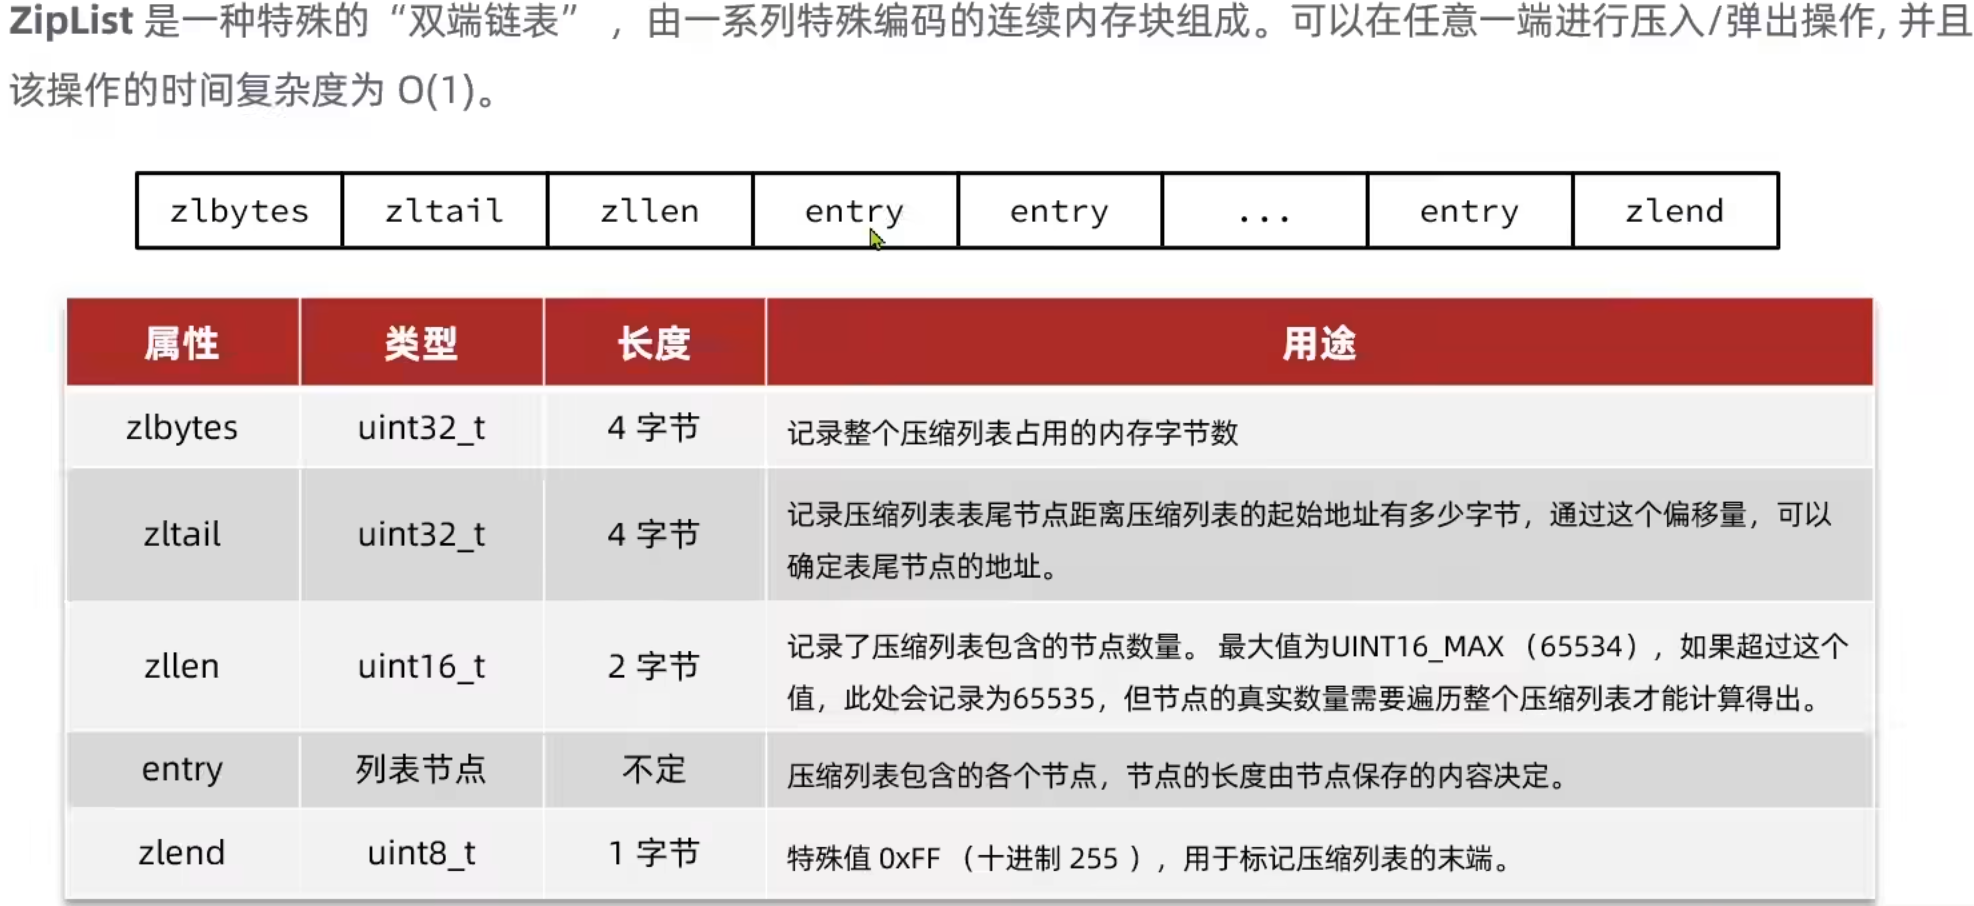 ZipList 是一种特殊的“双端链表” ，由一系列特殊编码的连续内存块组成。可以在任意一端进行压入/弹出操作, 并且
该操作的时间复杂度为 O(1)。
zlbytes zltail zllen entry entry ... entry zlend
属性 类型 长度 用途
zlbytes uint32_t 4 字节 记录整个压缩列表占用的内存字节数
zltail uint32_t 4 字节 记录压缩列表表尾节点距离压缩列表的起始地址有多少字节，通过这个偏移量，可以
确定表尾节点的地址。
zllen uint16_t 2 字节 记录了压缩列表包含的节点数量。 最大值为UINT16_MAX （65534），如果超过这个
值，此处会记录为65535，但节点的真实数量需要遍历整个压缩列表才能计算得出。
entry 列表节点 不定 压缩列表包含的各个节点，节点的长度由节点保存的内容决定。
zlend uint8_t 1 字节 特殊值 0xFF （十进制 255 ），用于标记压缩列表的末端。